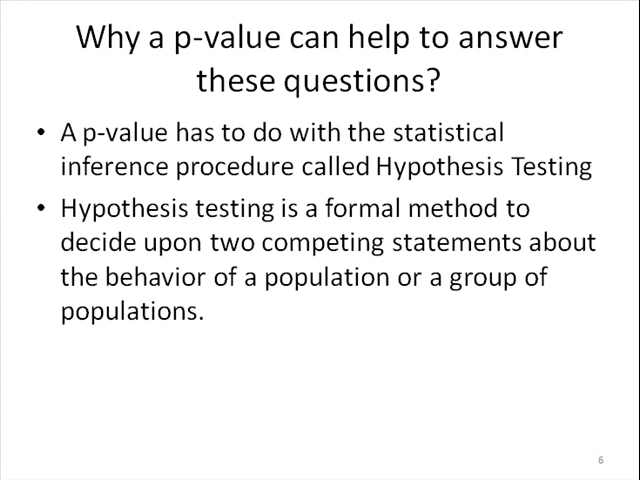 Why a p-value can help to answer
these questions?
• A p-value has to do with the statistical
inference procedure called Hypothesis Testing
• Hypothesis testing is a formal method to
decide upon two competing statements about
the behavior of a population or a group of
populations.
6